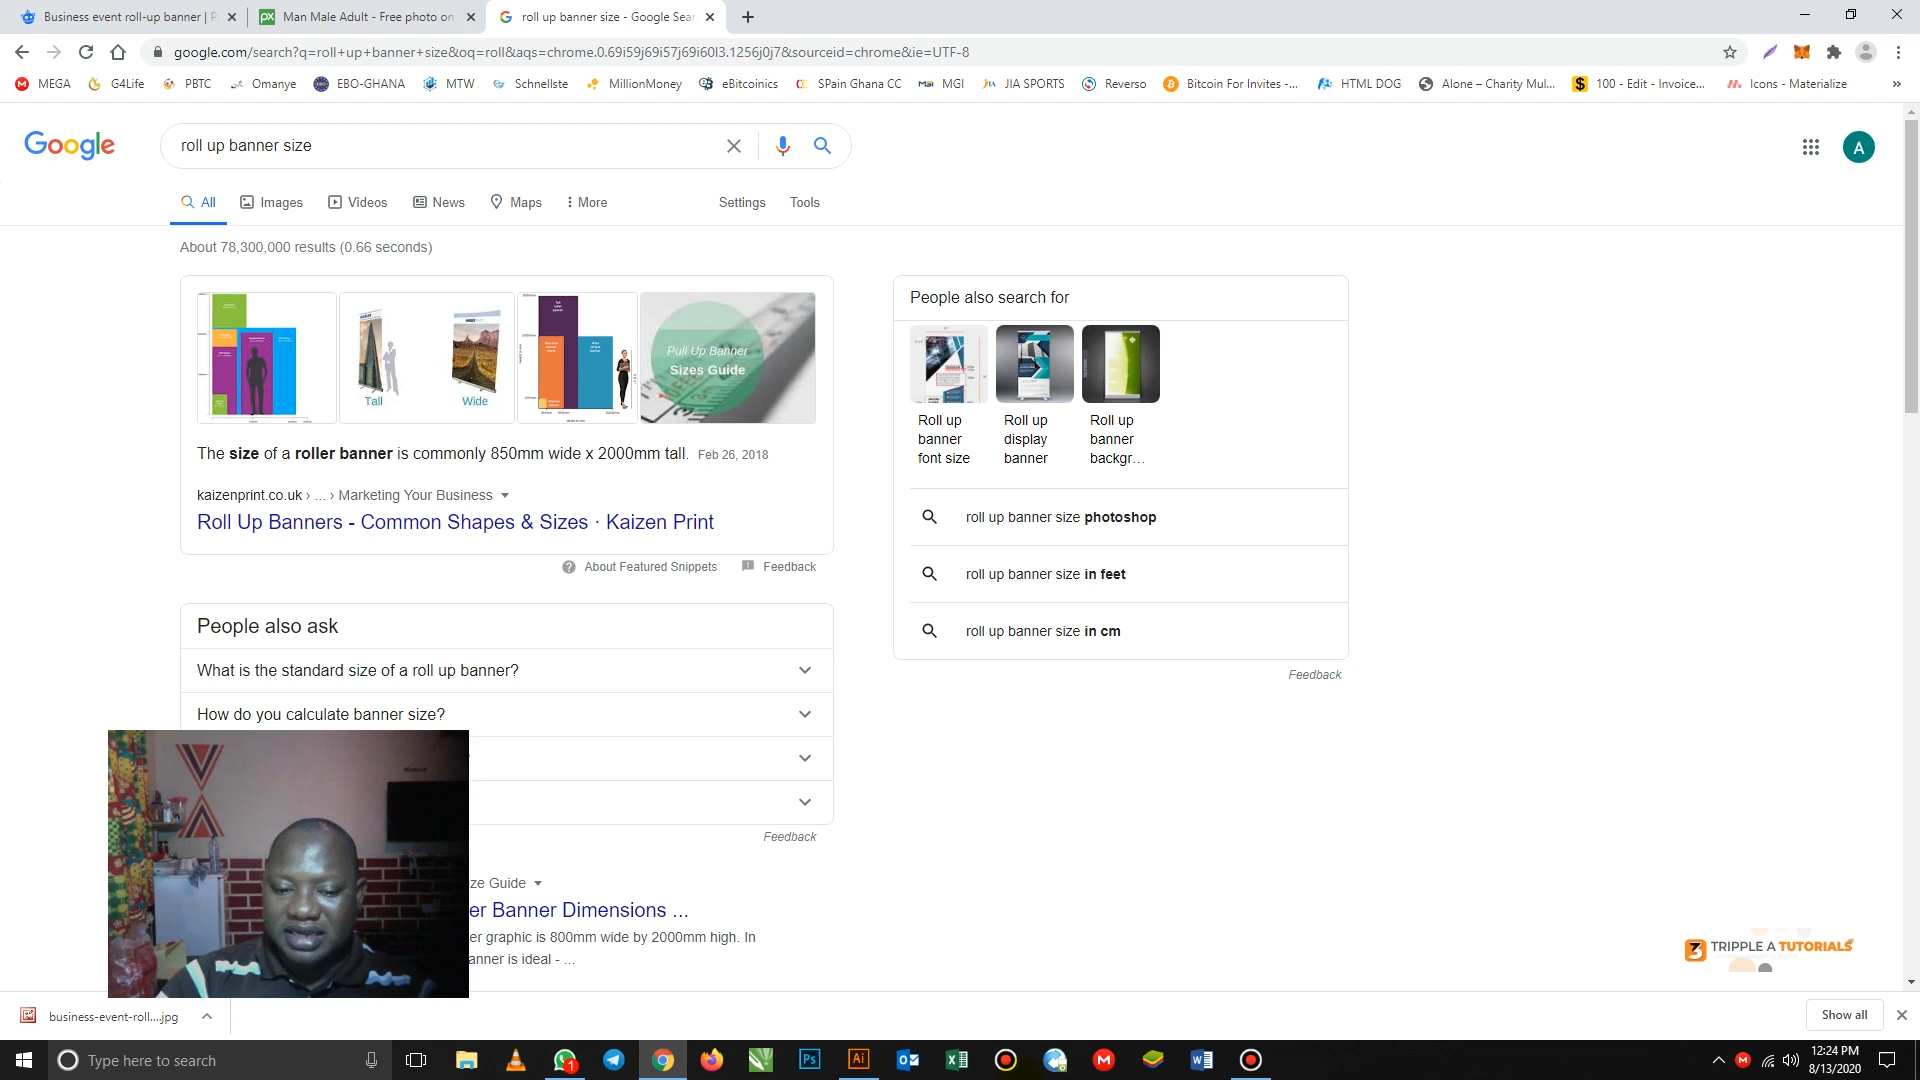 Business event roll-up banner | P
Man Male Adult - Free photo on
roll up banner size - Google Sear
google.com/search?q=roll+up+banner+size&oq=roll&aqs=chrome.0.69i59j69i57j69i60l3.1256j0j7&sourceid=chrome&ie=UTF-8
MEGA G4Life PBTC Omanye EBO-GHANA MTW Schnellste MillionMoney eBitcoinics SPain Ghana CC MGI JIA SPORTS Reverso Bitcoin For Invites -... HTML DOG Alone – Charity Mul... 100 - Edit - Invoice... Icons - Materialize »
Google
roll up banner size
A
All Images Videos News Maps More Settings Tools
About 78,300,000 results (0.66 seconds)
Tall
Wide
Pull Up Banner
Sizes Guide
The size of a roller banner is commonly 850mm wide x 2000mm tall. Feb 26, 2018
kaizenprint.co.uk › ... › Marketing Your Business
Roll Up Banners - Common Shapes & Sizes · Kaizen Print
About Featured Snippets Feedback
People also ask
What is the standard size of a roll up banner?
How do you calculate banner size?
Feedback
ze Guide
er Banner Dimensions ...
er graphic is 800mm wide by 2000mm high. In
anner is ideal - ...
People also search for
Roll up banner font size
Roll up display banner
Roll up banner backgr...
roll up banner size photoshop
roll up banner size in feet
roll up banner size in cm
Feedback
TRIPPLE A TUTORIALS
business-event-roll....jpg
Show all
Type here to search
1
Ps
Ai
12:24 PM
8/13/2020